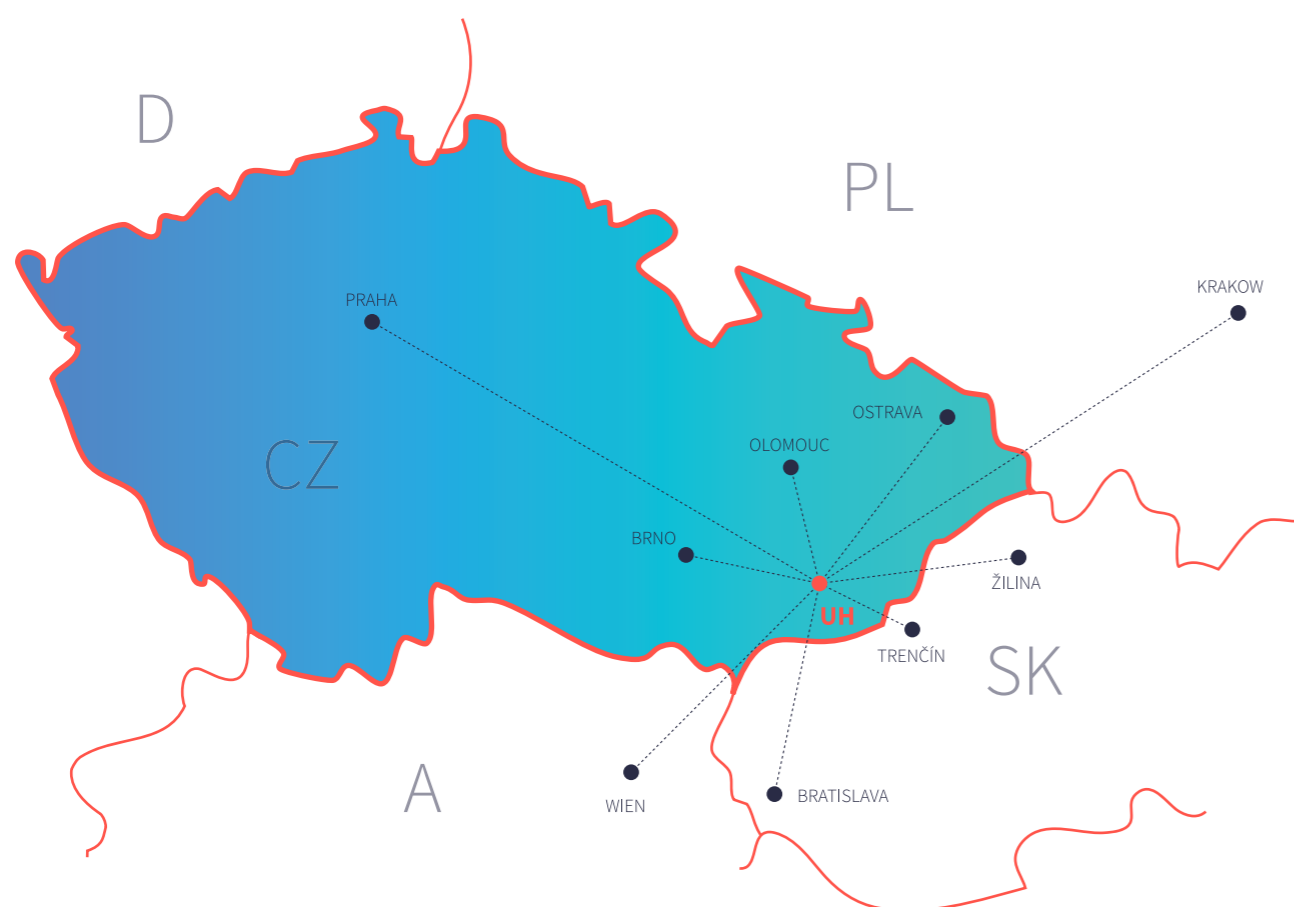 D
PL
KRAKOW
PRAHA
OSTRAVA
OLOMOUC
CZ
BRNO
ŽILINA
UH
TRENČÍN
SK
A
WIEN
BRATISLAVA